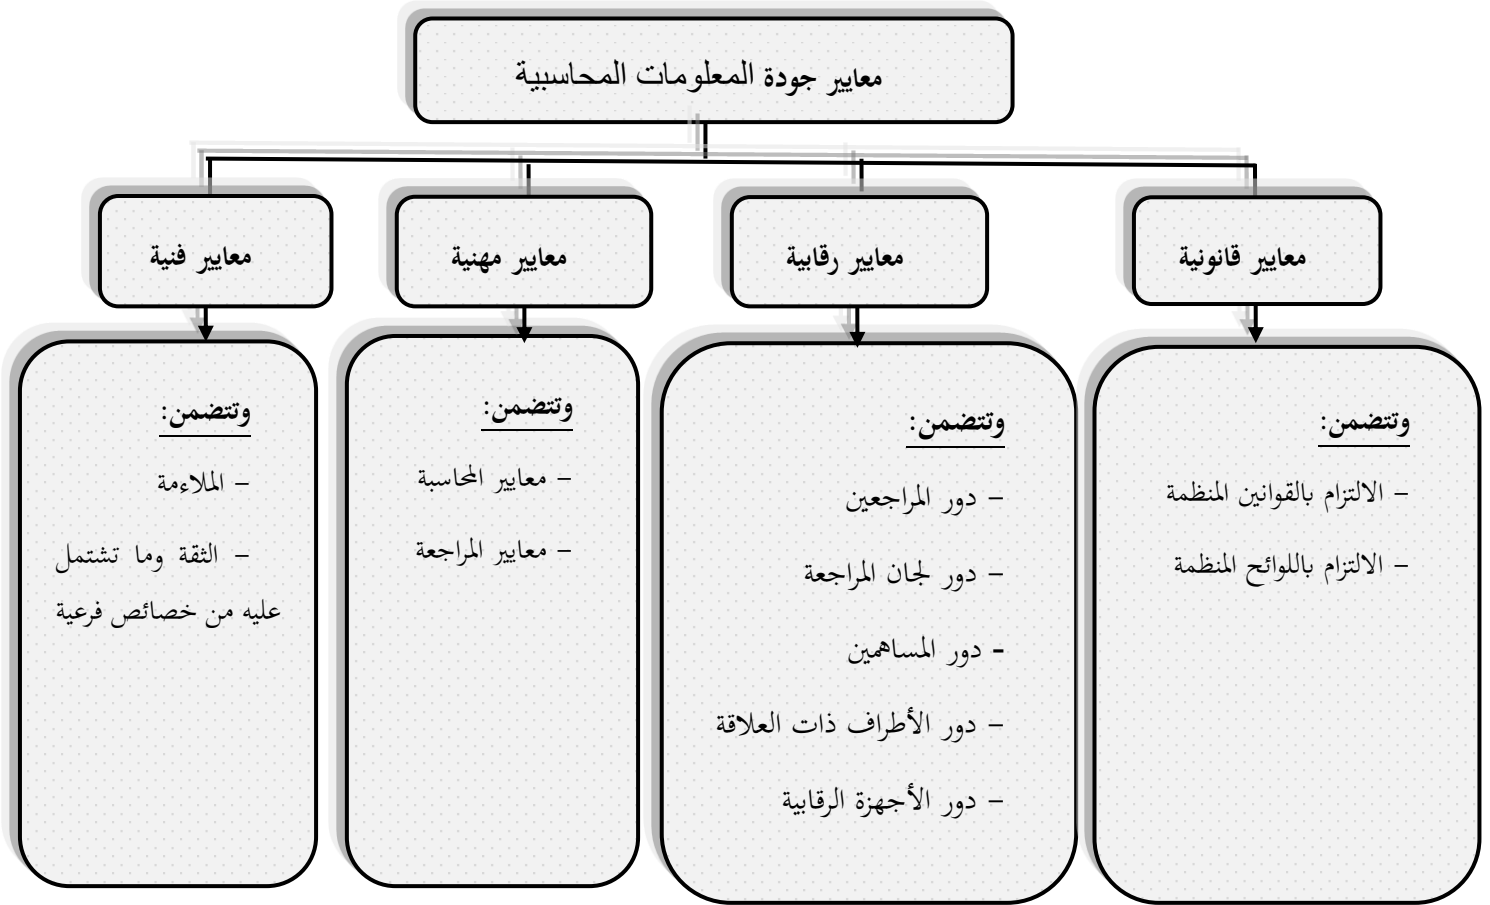 معايير جودة المعلومات المحاسبية
معايير قانونية
معايير رقابية
معايير مهنية
معايير فنية
وتتضمن:
– الالتزام بالقوانين المنظمة
– الالتزام باللوائح المنظمة
وتتضمن:
– دور المراجعين
– دور لجان المراجعة
- دور المساهمين
– دور الأطراف ذات العلاقة
– دور الأجهزة الرقابية
وتتضمن:
– معايير المحاسبة
– معايير المراجعة
وتتضمن:
– الملاءمة
– الثقة وما تشتمل
عليه من خصائص فرعية